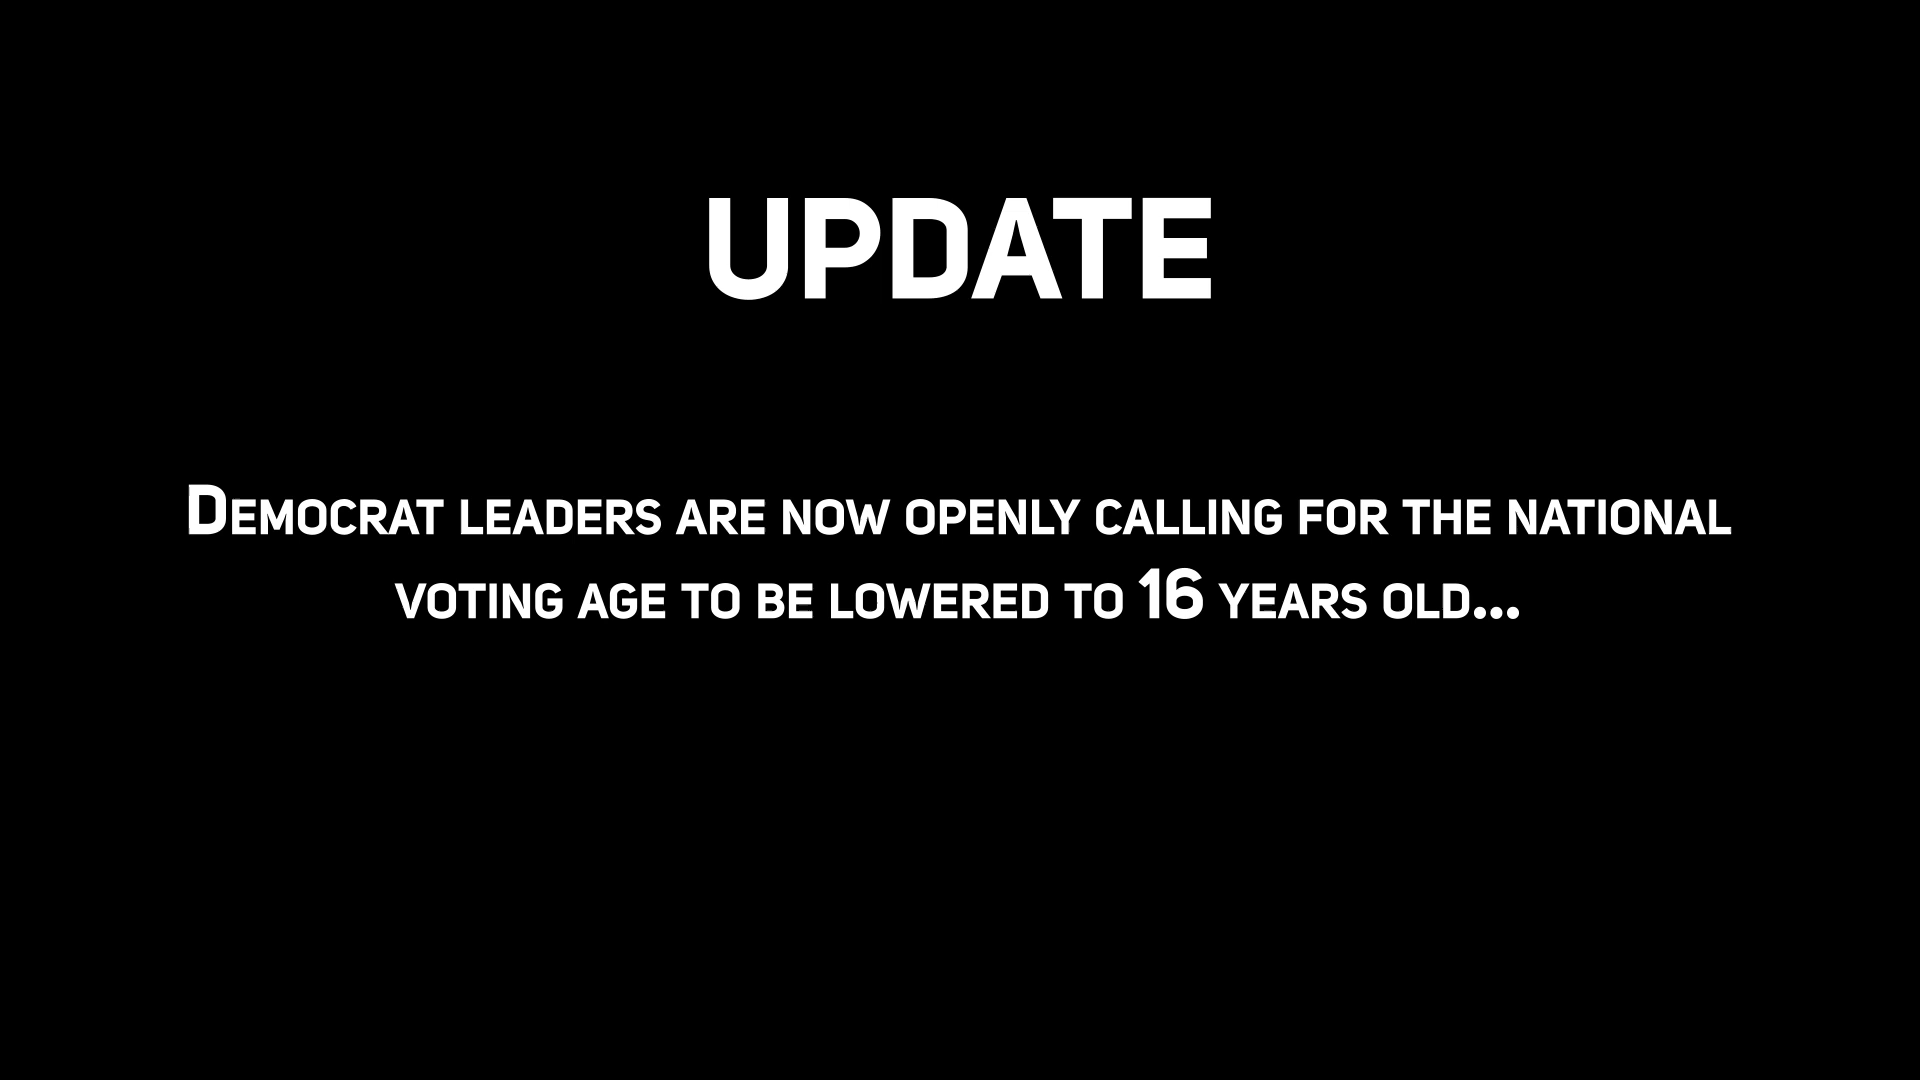 UPDATE
Democrat leaders are now openly calling for the national
voting age to be lowered to 16 years old...